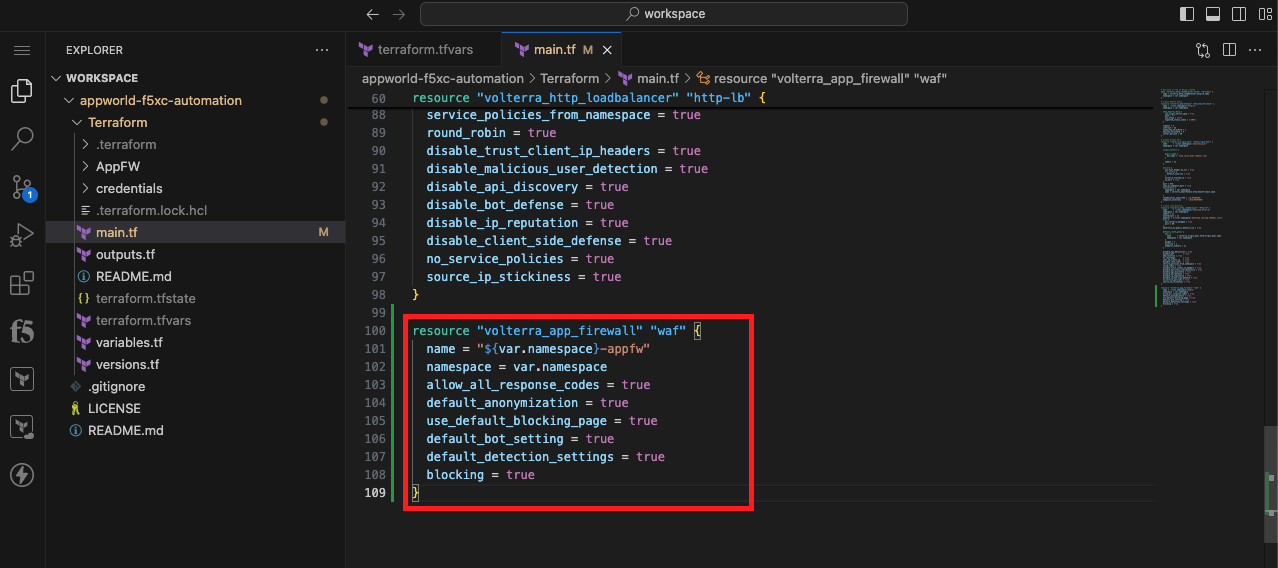 workspace
EXPLORER
WORKSPACE
appworld-f5xc-automation
Terraform
.terraform
AppFW
credentials
.terraform.lock.hcl
main.tf M
outputs.tf
README.md
terraform.tfstate
terraform.tfvars
variables.tf
versions.tf
.gitignore
LICENSE
README.md
1
f5
terraform.tfvars
main.tf M
appworld-f5xc-automation > Terraform > main.tf > resource "volterra_app_firewall" "waf"
60 resource "volterra_http_loadbalancer" "http-lb" {
88 service_policies_from_namespace = true
89 round_robin = true
90 disable_trust_client_ip_headers = true
91 disable_malicious_user_detection = true
92 disable_api_discovery = true
93 disable_bot_defense = true
94 disable_ip_reputation = true
95 disable_client_side_defense = true
96 no_service_policies = true
97 source_ip_stickiness = true
98 }
99
100 resource "volterra_app_firewall" "waf" {
101 name = "${var.namespace}-appfw"
102 namespace = var.namespace
103 allow_all_response_codes = true
104 default_anonymization = true
105 use_default_blocking_page = true
106 default_bot_setting = true
107 default_detection_settings = true
108 blocking = true
109 }